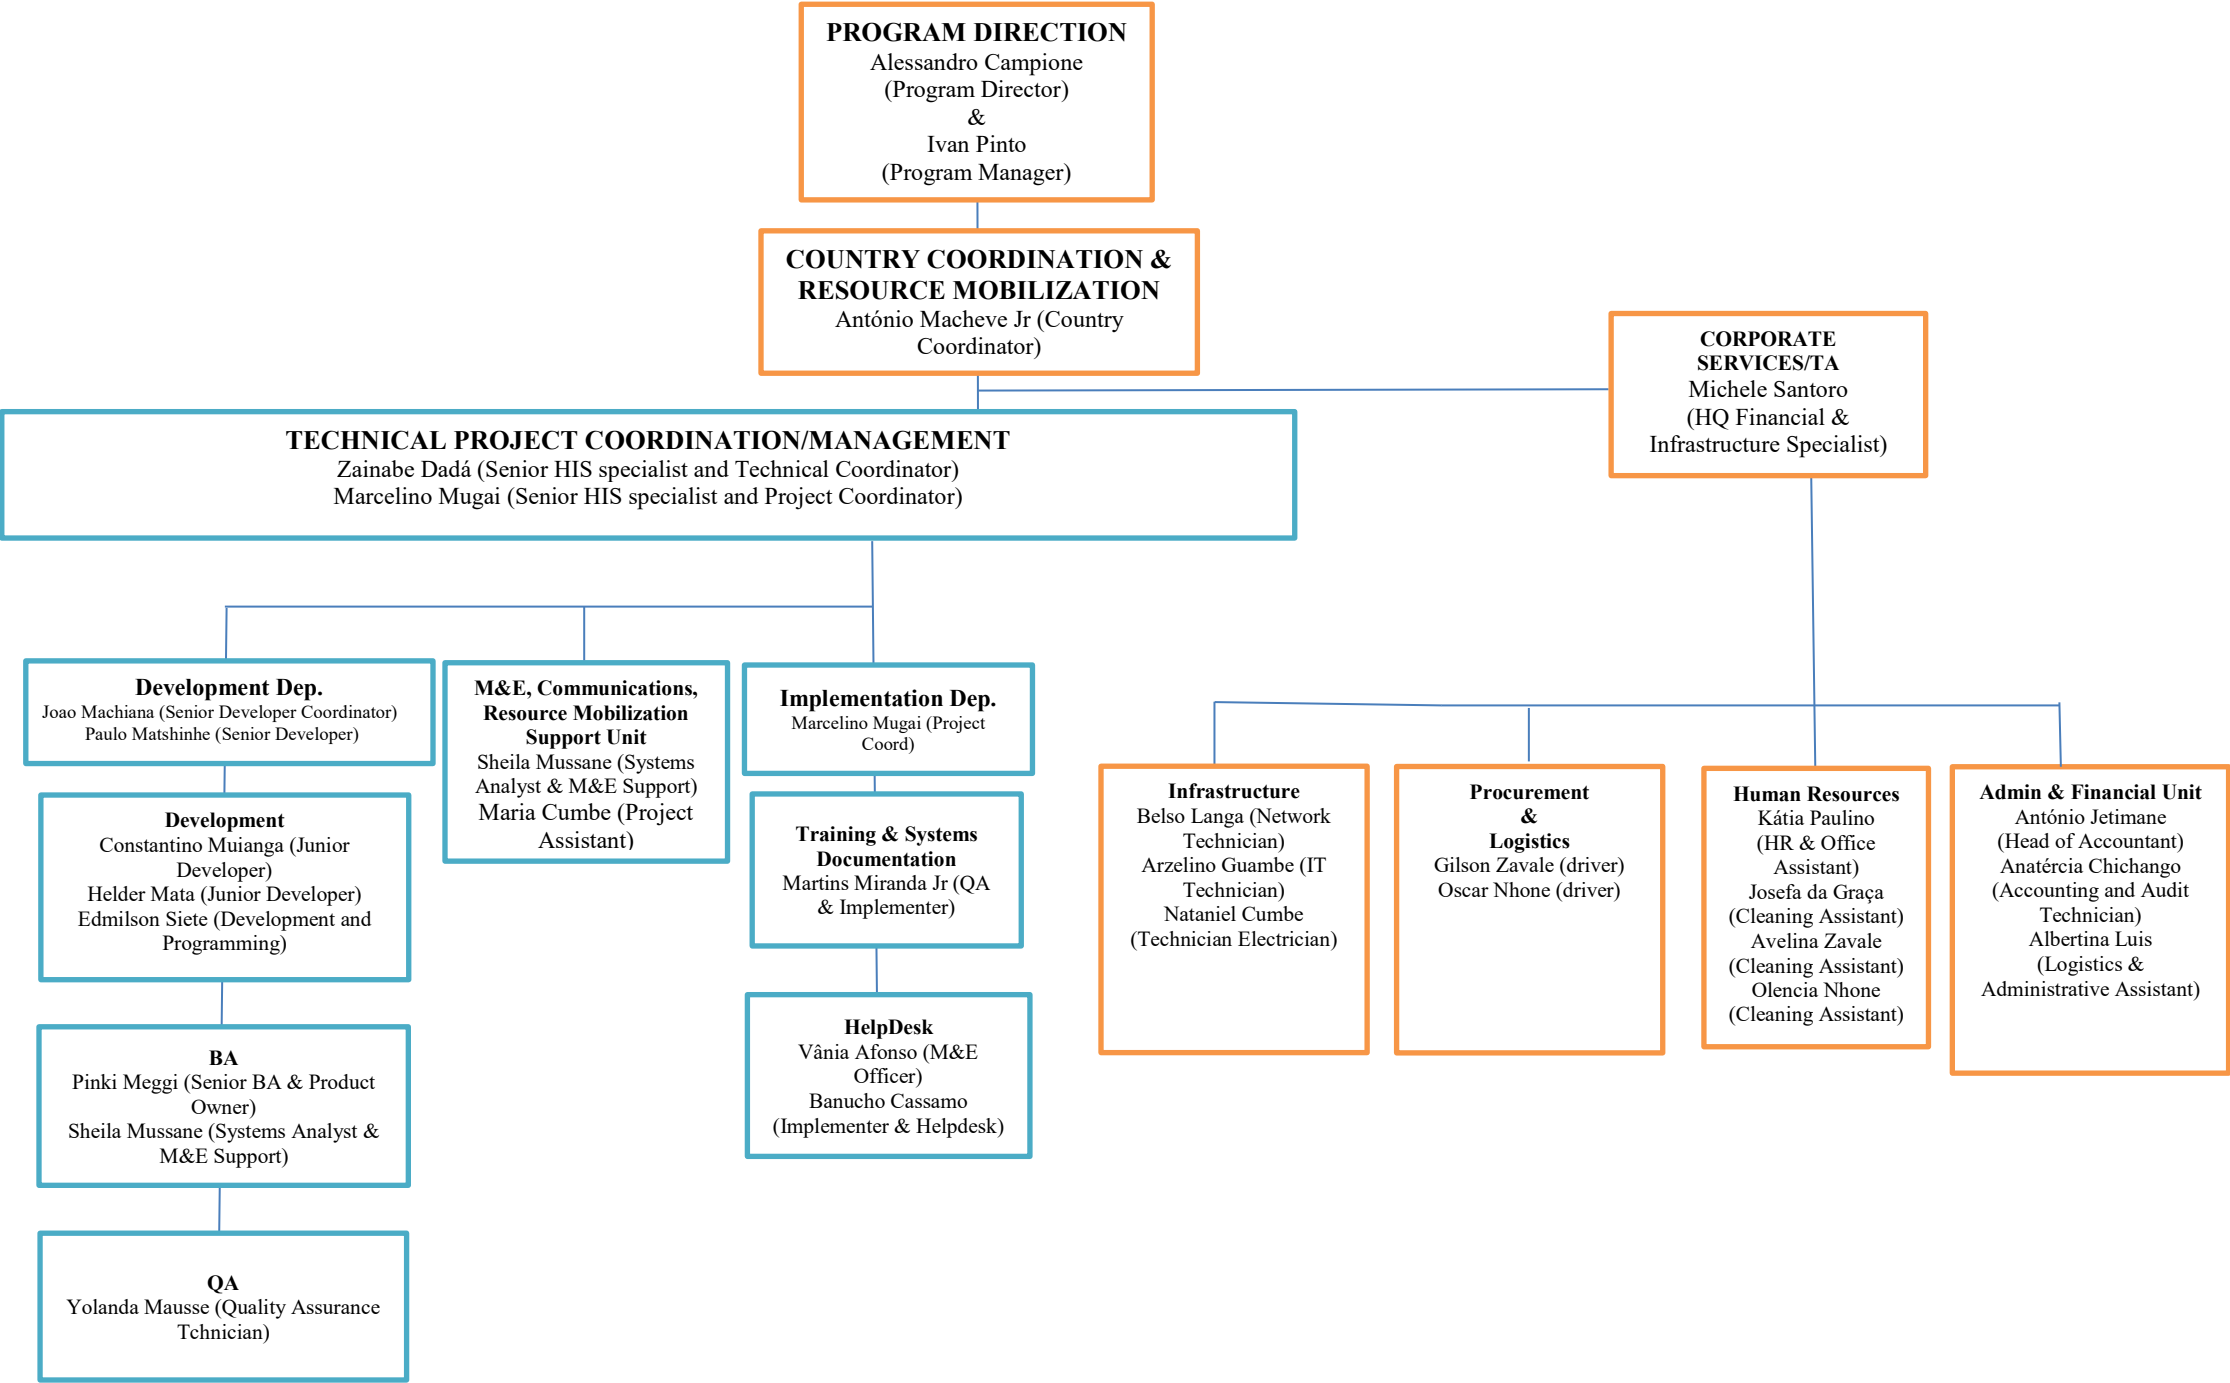 PROGRAM DIRECTION
Alessandro Campione
(Program Director)
&
Ivan Pinto
(Program Manager)
COUNTRY COORDINATION &
RESOURCE MOBILIZATION
António Macheve Jr (Country
Coordinator)
CORPORATE
SERVICES/TA
Michele Santoro
(HQ Financial &
Infrastructure Specialist)
TECHNICAL PROJECT COORDINATION/MANAGEMENT
Zainabe Dadá (Senior HIS specialist and Technical Coordinator)
Marcelino Mugai (Senior HIS specialist and Project Coordinator)
Development Dep.
Joao Machiana (Senior Developer Coordinator)
Paulo Matshinhe (Senior Developer)
M&E, Communications,
Resource Mobilization
Support Unit
Sheila Mussane (Systems
Analyst & M&E Support)
Maria Cumbe (Project
Assistant)
Implementation Dep.
Marcelino Mugai (Project
Coord)
Development
Constantino Muianga (Junior
Developer)
Helder Mata (Junior Developer)
Edmilson Siete (Development and
Programming)
Training & Systems
Documentation
Martins Miranda Jr (QA
& Implementer)
BA
Pinki Meggi (Senior BA & Product
Owner)
Sheila Mussane (Systems Analyst &
M&E Support)
HelpDesk
Vânia Afonso (M&E
Officer)
Banucho Cassamo
(Implementer & Helpdesk)
QA
Yolanda Mausse (Quality Assurance
Tchnician)
Infrastructure
Belso Langa (Network
Technician)
Arzelino Guambe (IT
Technician)
Nataniel Cumbe
(Technician Electrician)
Procurement
&
Logistics
Gilson Zavale (driver)
Oscar Nhone (driver)
Human Resources
Kátia Paulino
(HR & Office
Assistant)
Josefa da Graça
(Cleaning Assistant)
Avelina Zavale
(Cleaning Assistant)
Olencia Nhone
(Cleaning Assistant)
Admin & Financial Unit
António Jetimane
(Head of Accountant)
Anatércia Chichango
(Accounting and Audit
Technician)
Albertina Luis
(Logistics &
Administrative Assistant)